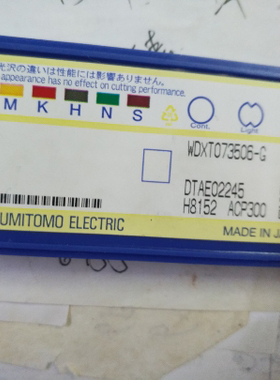 光沢の違いは性能には影響ありません。
appearance has no effect on cutting performance.
M K H N S
Cont. Light
WDXT073506-G
DTAE02245
H8152 ACP300
UMITOMO ELECTRIC
MADE IN J